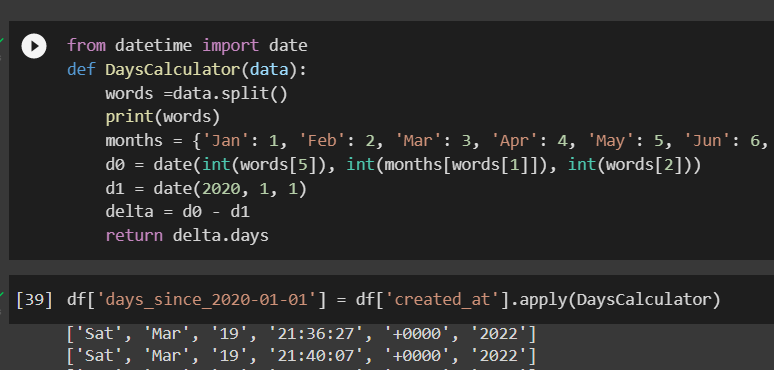 from datetime import date
def DaysCalculator(data):
    words =data.split()
    print(words)
    months = {'Jan': 1, 'Feb': 2, 'Mar': 3, 'Apr': 4, 'May': 5, 'Jun': 6,
    d0 = date(int(words[5]), int(months[words[1]]), int(words[2]))
    d1 = date(2020, 1, 1)
    delta = d0 - d1
    return delta.days
[39] df['days_since_2020-01-01'] = df['created_at'].apply(DaysCalculator)
['Sat', 'Mar', '19', '21:36:27', '+0000', '2022']
['Sat', 'Mar', '19', '21:40:07', '+0000', '2022']